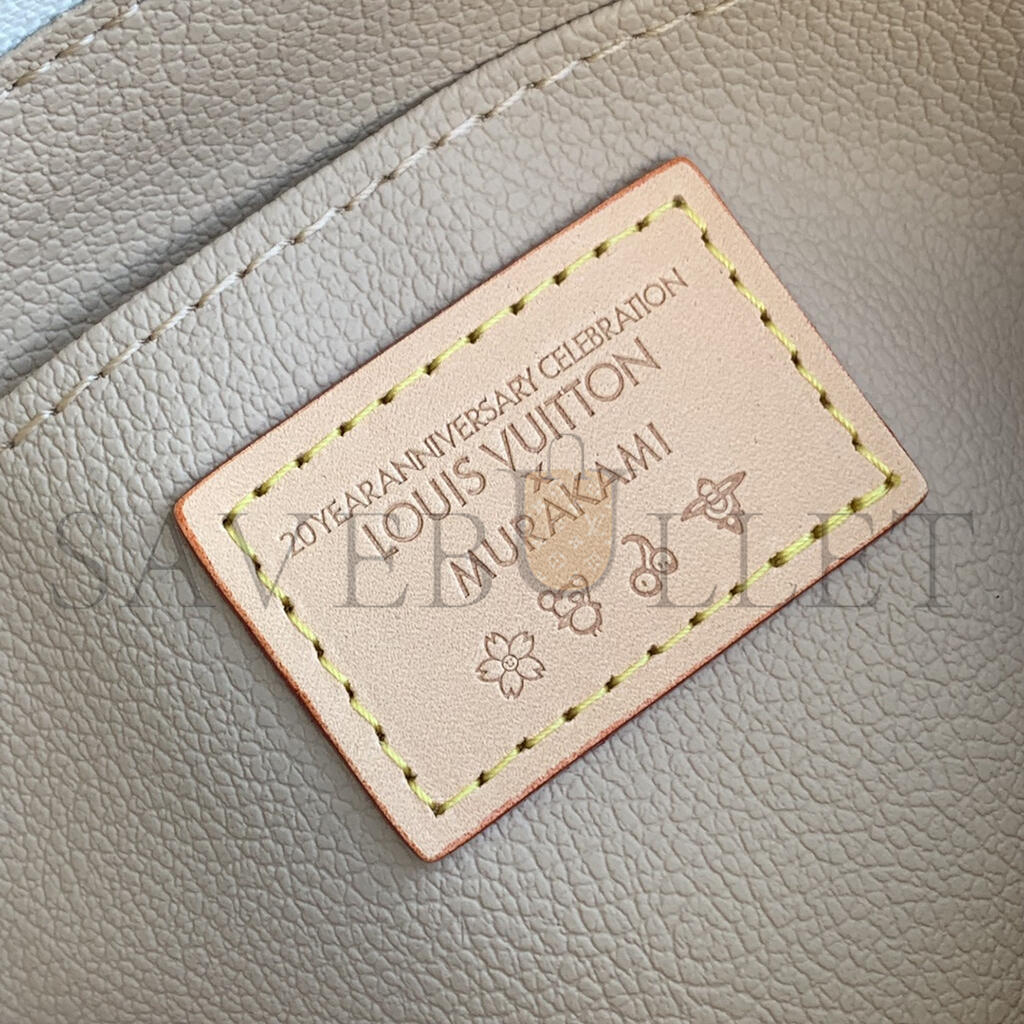 20 YEAR ANNIVERSARY CELEBRATION
LOUIS VUITTON
x
MURAKAMI
SAVEBULLET